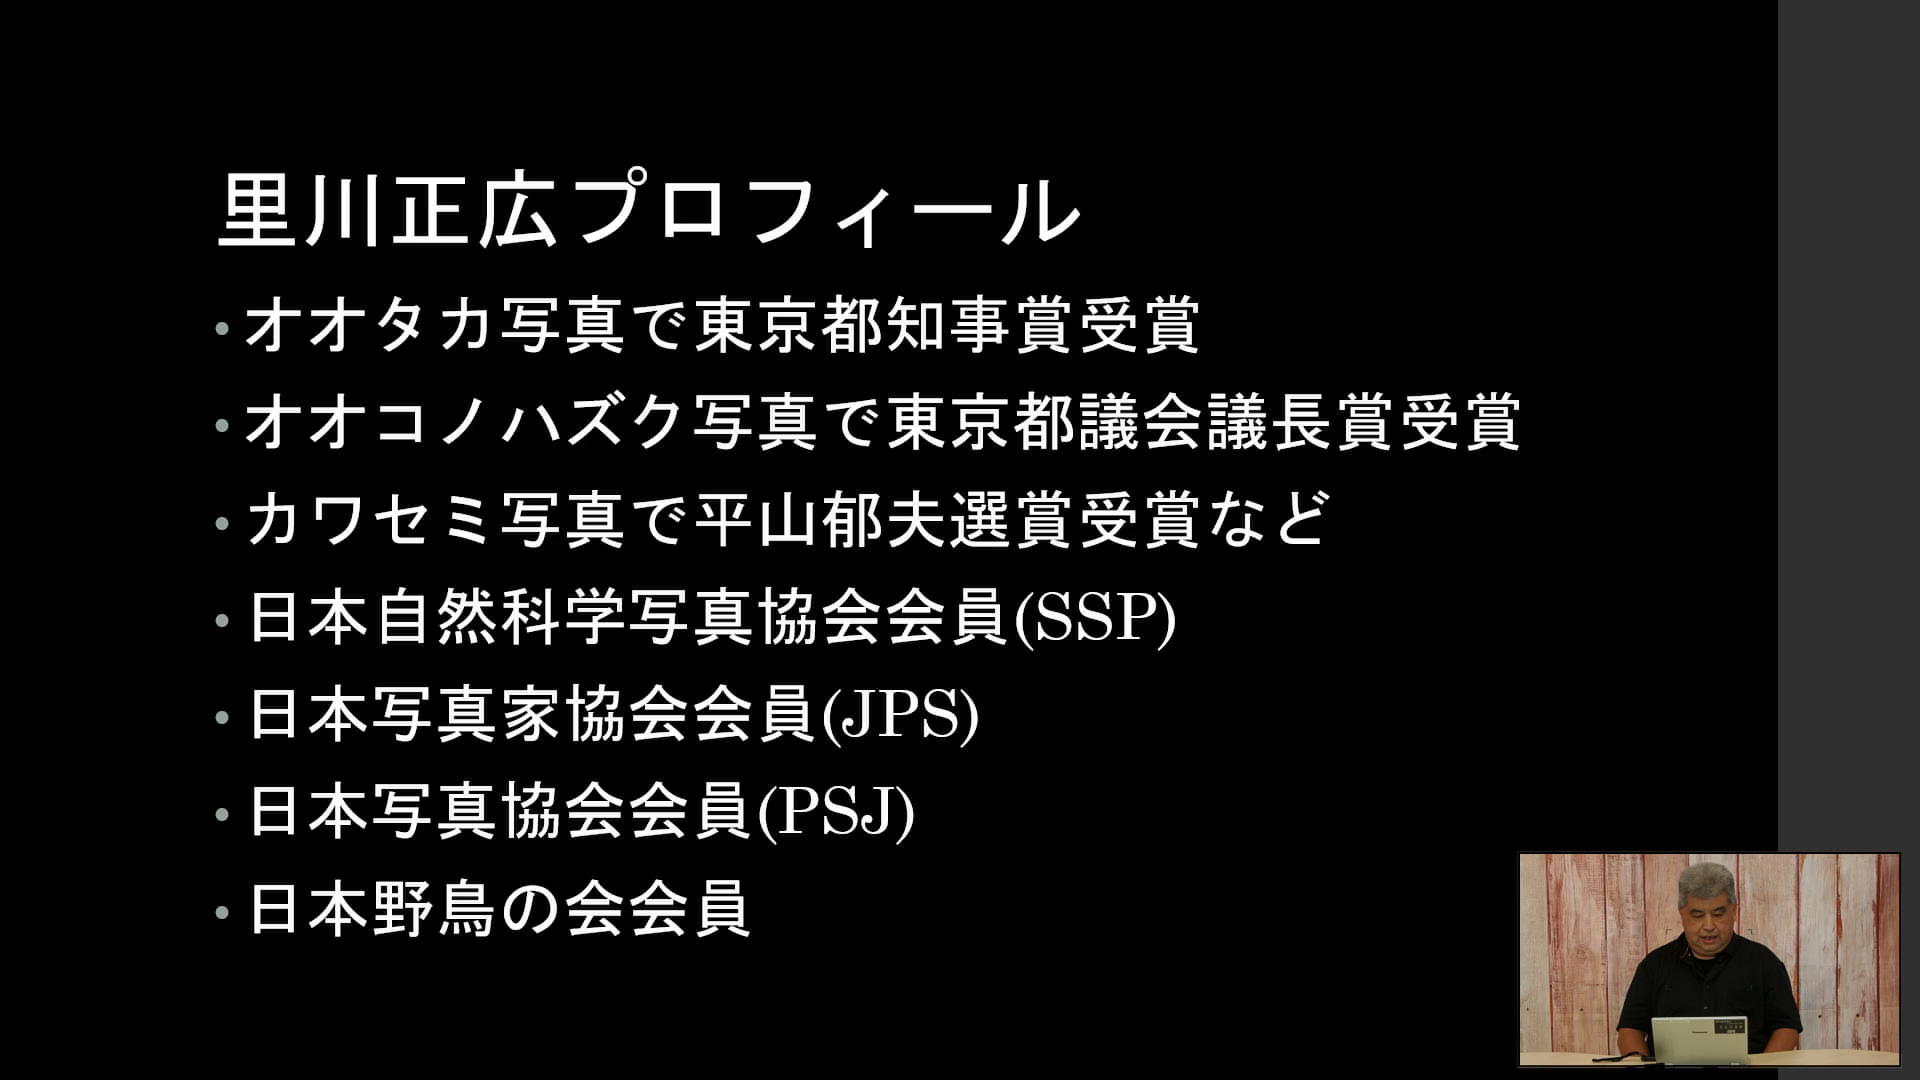 里川正広プロフィール
• オオタカ写真で東京都知事賞受賞
• オオコノハズク写真で東京都議会議長賞受賞
• カワセミ写真で平山郁夫選賞受賞など
• 日本自然科学写真協会会員(SSP)
• 日本写真家協会会員(JPS)
• 日本写真協会会員(PSJ)
• 日本野鳥の会会員